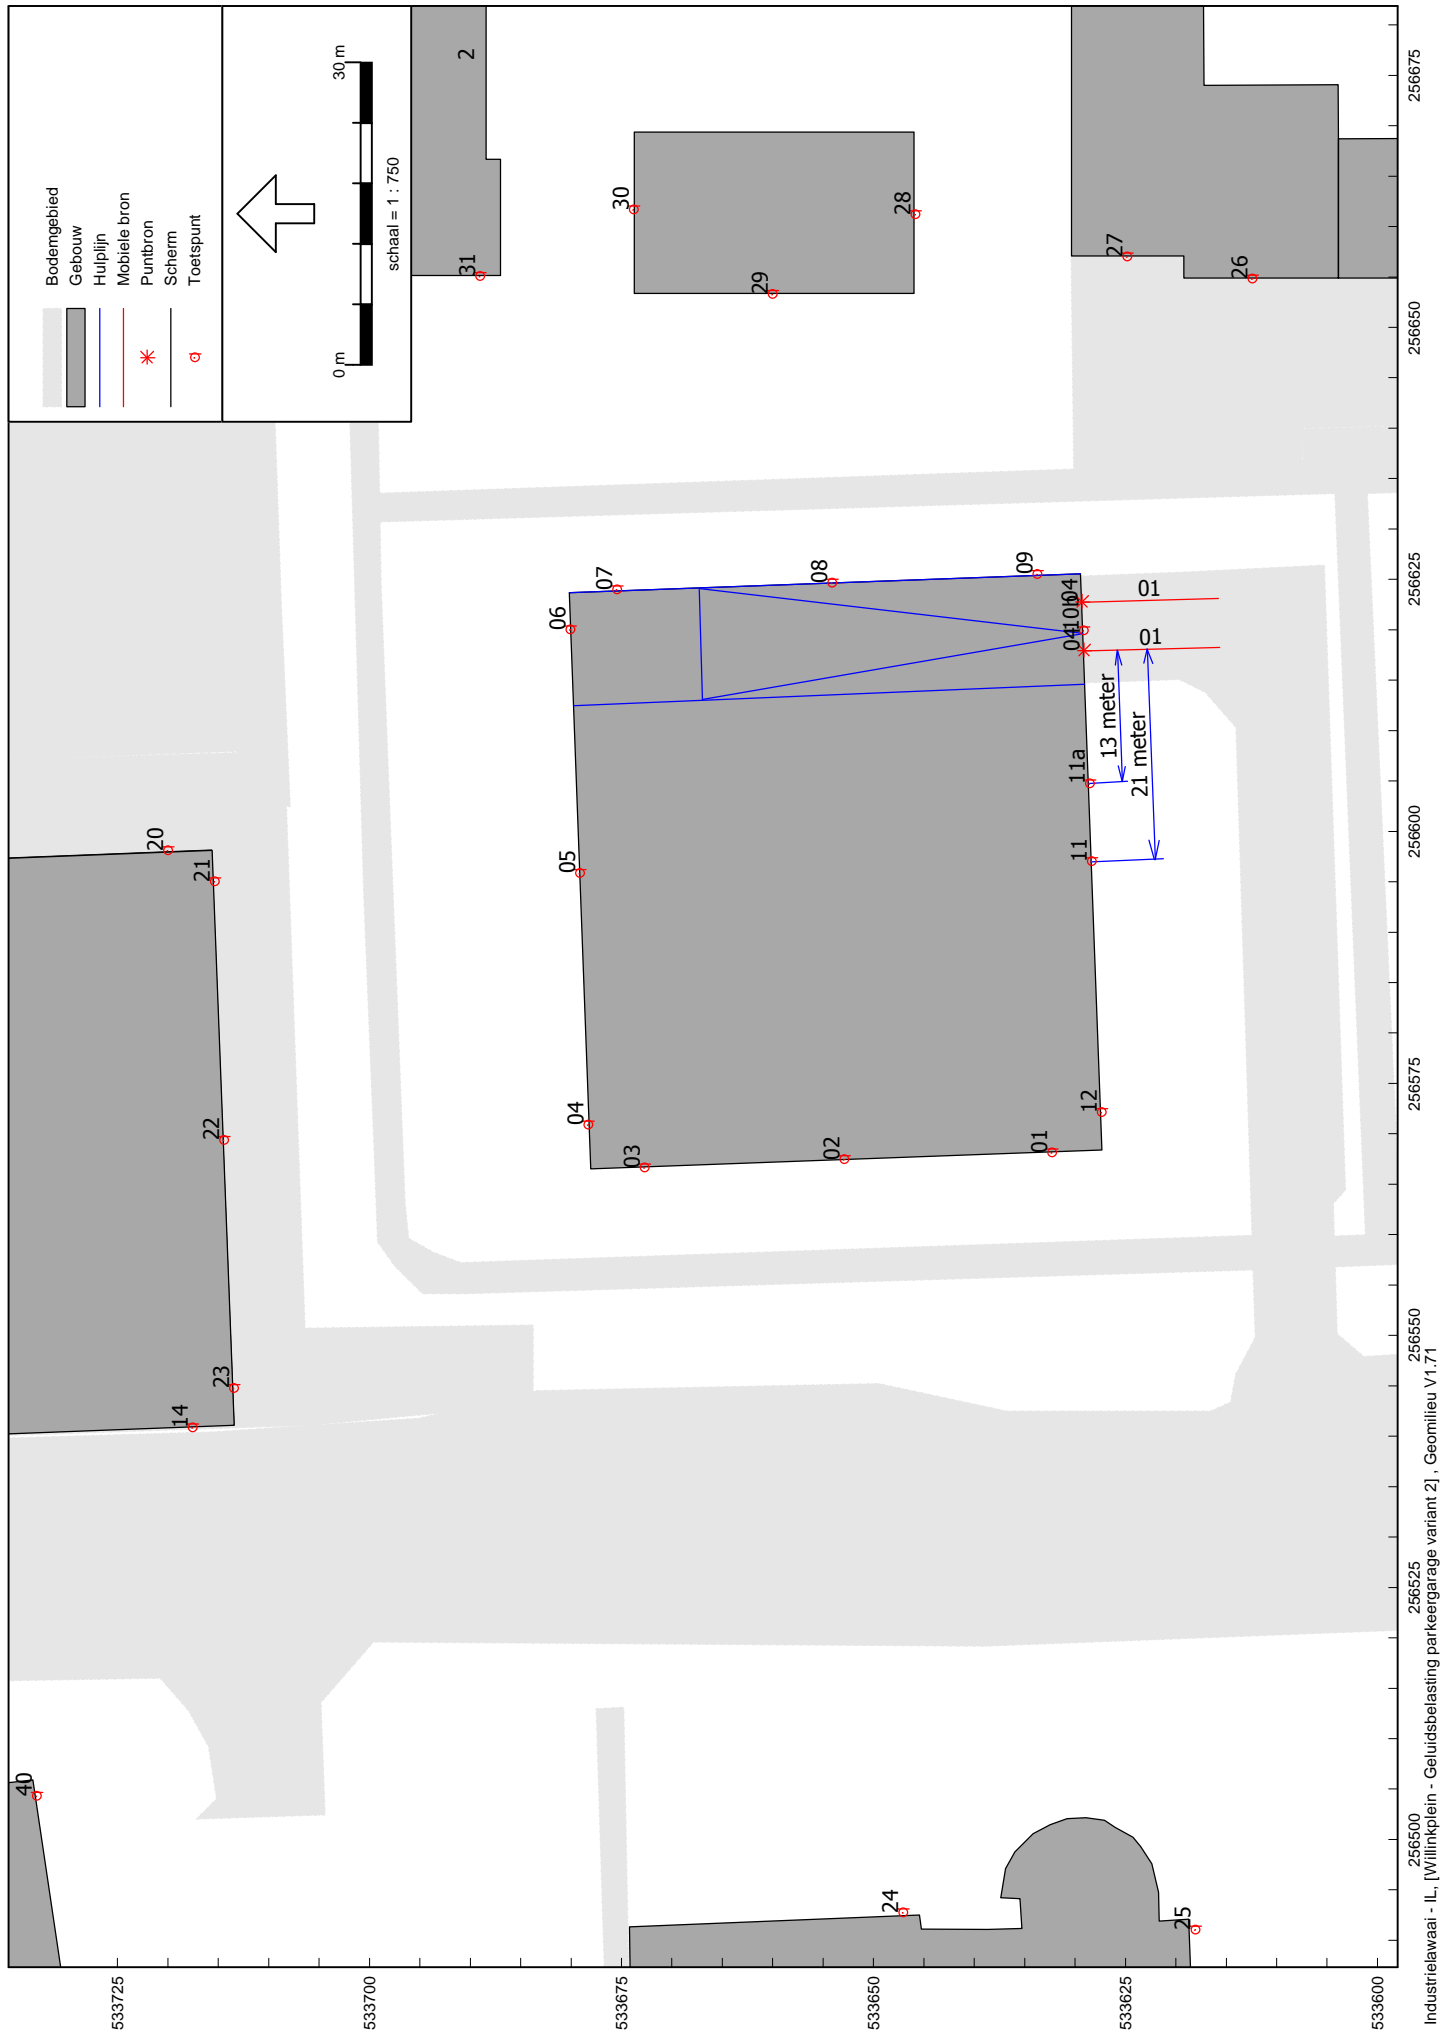 Bodemgebied
Gebouw
Hulplijn
Mobiele bron
Puntbron
Scherm
Toetspunt
0 m
30 m
schaal = 1 : 750
2
31
30
29
28
27
26
20
21
22
23
14
40
24
25
03
04
05
06
07
08
09
02
01
12
11
11a
04
10b
04
01
01
13 meter
21 meter
533725
533700
533675
533650
533625
533600
256500
256525
256550
256575
256600
256625
256650
256675
Industrielawaai - IL, [Willinkplein - Geluidsbelasting parkeergarage variant 2] , Geomilieu V1.71